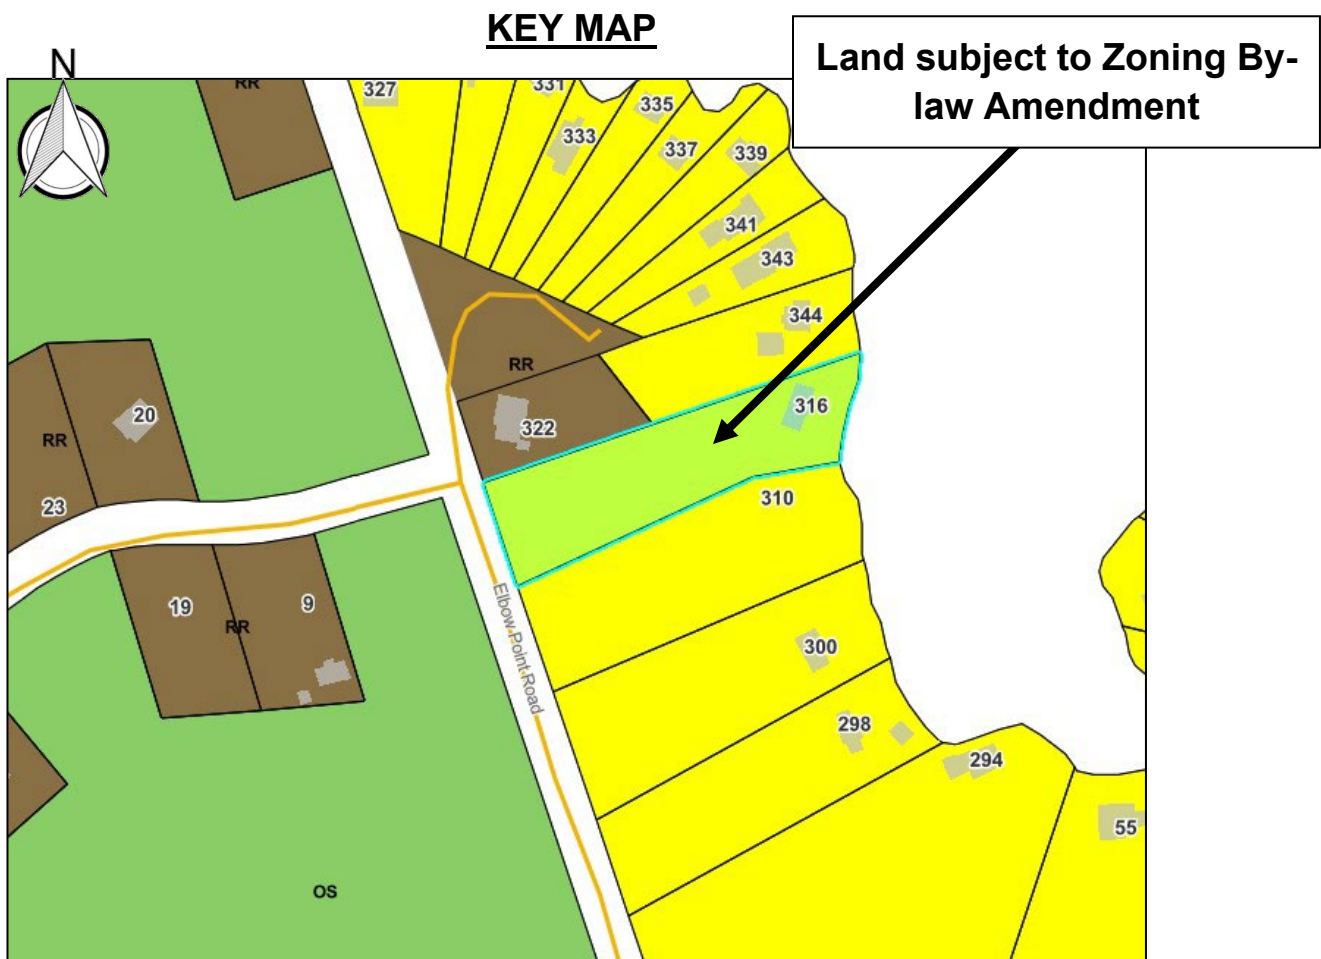 KEY MAP
Land subject to Zoning By-
law Amendment
N
RR
327
331
335
333
337
339
341
343
344
RR
316
20
322
RR
23
310
19
9
RR
Elbow Point Road
300
298
294
55
OS